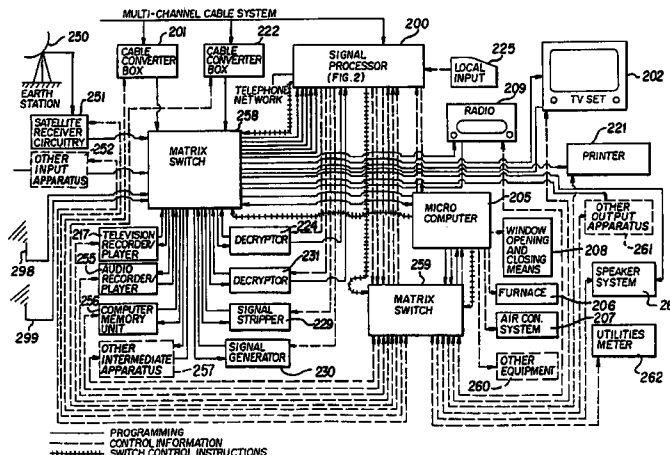 MULTI-CHANNEL CABLE SYSTEM
250
EARTH
STATION
201
CABLE
CONVERTER
BOX
222
CABLE
CONVERTER
BOX
200
SIGNAL
PROCESSOR
(FIG.2)
225
LOCAL
INPUT
TELEPHONE
NETWORK
202
TV SET
209
RADIO
251
SATELLITE
RECEIVER
CIRCUITRY
252
OTHER
INPUT
APPARATUS
258
MATRIX
SWITCH
221
PRINTER
205
MICRO
COMPUTER
OTHER
OUTPUT
APPARATUS
261
217
TELEVISION
RECORDER/
PLAYER
224
DECRYPTOR
WINDOW
OPENING
AND
CLOSING
MEANS
208
298
255
AUDIO
RECORDER/
PLAYER
231
DECRYPTOR
259
MATRIX
SWITCH
FURNACE
206
SPEAKER
SYSTEM
299
256
COMPUTER
MEMORY
UNIT
SIGNAL
STRIPPER
229
AIR CON.
SYSTEM
207
UTILITIES
METER
262
OTHER
INTERMEDIATE
APPARATUS
257
SIGNAL
GENERATOR
230
OTHER
EQUIPMENT
260
PROGRAMMING
CONTROL INFORMATION
SWITCH CONTROL INSTRUCTIONS